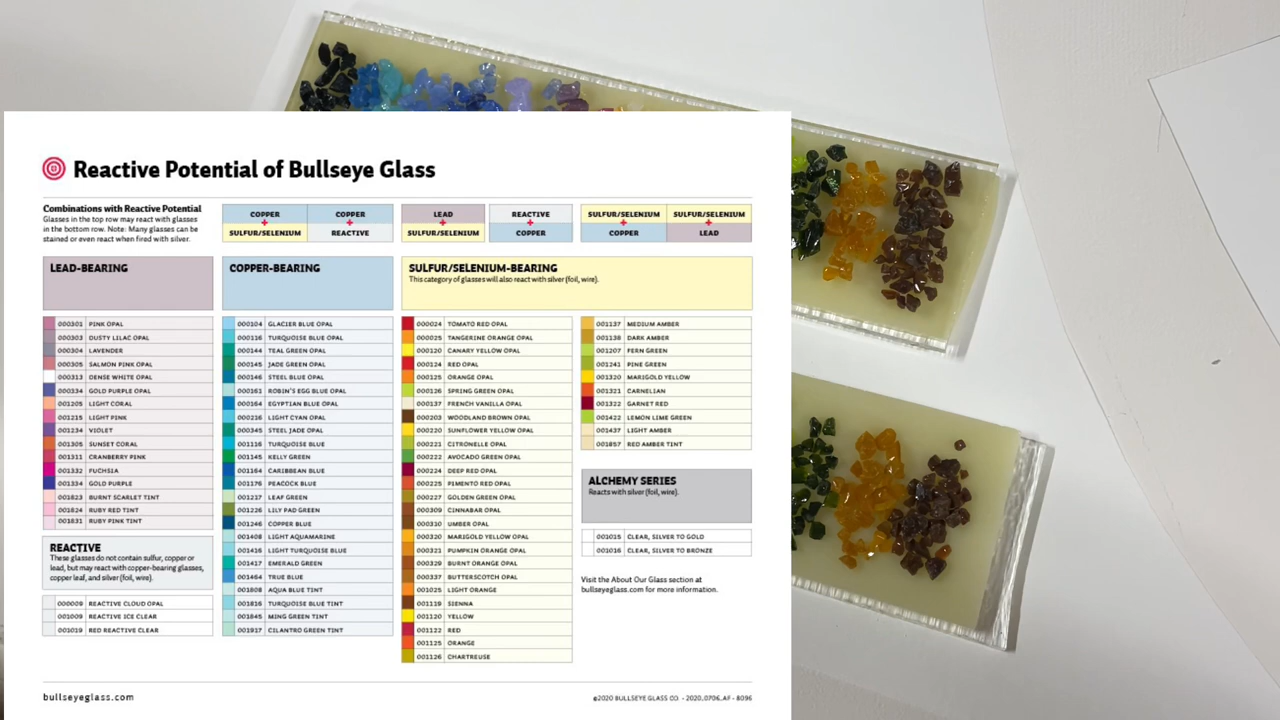 Reactive Potential of Bullseye Glass
Combinations with Reactive Potential
Glasses in the top row may react with glasses
in the bottom row. Note: Many glasses can be
stained or even react when fired with silver.
COPPER
+
SULFUR/SELENIUM
COPPER
+
REACTIVE
LEAD
+
SULFUR/SELENIUM
REACTIVE
+
COPPER
SULFUR/SELENIUM
+
COPPER
SULFUR/SELENIUM
+
LEAD
LEAD-BEARING
000301 PINK OPAL
000303 DUSTY LILAC OPAL
000304 LAVENDER
000305 SALMON PINK OPAL
000313 DENSE WHITE OPAL
000334 GOLD PURPLE OPAL
001205 LIGHT CORAL
001215 LIGHT PINK
001234 VIOLET
001305 SUNSET CORAL
001311 CRANBERRY PINK
001332 FUCHSIA
001334 GOLD PURPLE
001823 BURNT SCARLET TINT
001824 RUBY RED TINT
001831 RUBY PINK TINT
REACTIVE
These glasses do not contain sulfur, copper or
lead, but may react with copper-bearing glasses,
copper leaf, and silver (foil, wire).
000009 REACTIVE CLOUD OPAL
001009 REACTIVE ICE CLEAR
001019 RED REACTIVE CLEAR
COPPER-BEARING
000104 GLACIER BLUE OPAL
000116 TURQUOISE BLUE OPAL
000144 TEAL GREEN OPAL
000145 JADE GREEN OPAL
000146 STEEL BLUE OPAL
000161 ROBIN'S EGG BLUE OPAL
000164 EGYPTIAN BLUE OPAL
000216 LIGHT CYAN OPAL
000345 STEEL JADE OPAL
001116 TURQUOISE BLUE
001145 KELLY GREEN
001164 CARIBBEAN BLUE
001176 PEACOCK BLUE
001217 LEAF GREEN
001226 LILY PAD GREEN
001246 COPPER BLUE
001408 LIGHT AQUAMARINE
001416 LIGHT TURQUOISE BLUE
001417 EMERALD GREEN
001464 TRUE BLUE
001808 AQUA BLUE TINT
001816 TURQUOISE BLUE TINT
001845 MING GREEN TINT
001917 CILANTRO GREEN TINT
SULFUR/SELENIUM-BEARING
This category of glasses will also react with silver (foil, wire).
000024 TOMATO RED OPAL
000025 TANGERINE ORANGE OPAL
000120 CANARY YELLOW OPAL
000124 RED OPAL
000125 ORANGE OPAL
000126 SPRING GREEN OPAL
000137 FRENCH VANILLA OPAL
000203 WOODLAND BROWN OPAL
000220 SUNFLOWER YELLOW OPAL
000221 CITRONELLE OPAL
000222 AVOCADO GREEN OPAL
000224 DEEP RED OPAL
000225 PIMENTO RED OPAL
000227 GOLDEN GREEN OPAL
000309 CINNABAR OPAL
000310 UMBER OPAL
000320 MARIGOLD YELLOW OPAL
000321 PUMPKIN ORANGE OPAL
000329 BURNT ORANGE OPAL
000337 BUTTERSCOTCH OPAL
001025 LIGHT ORANGE
001119 SIENNA
001120 YELLOW
001122 RED
001125 ORANGE
001126 CHARTREUSE
001137 MEDIUM AMBER
001138 DARK AMBER
001207 FERN GREEN
001241 PINE GREEN
001320 MARIGOLD YELLOW
001321 CARNELIAN
001322 GARNET RED
001422 LEMON LIME GREEN
001437 LIGHT AMBER
001857 RED AMBER TINT
ALCHEMY SERIES
Reacts with silver (foil, wire).
001015 CLEAR, SILVER TO GOLD
001016 CLEAR, SILVER TO BRONZE
Visit the About Our Glass section at
bullseyeglass.com for more information.
bullseyeglass.com
©2020 BULLSEYE GLASS CO. - 2020_0706_AF - 8096